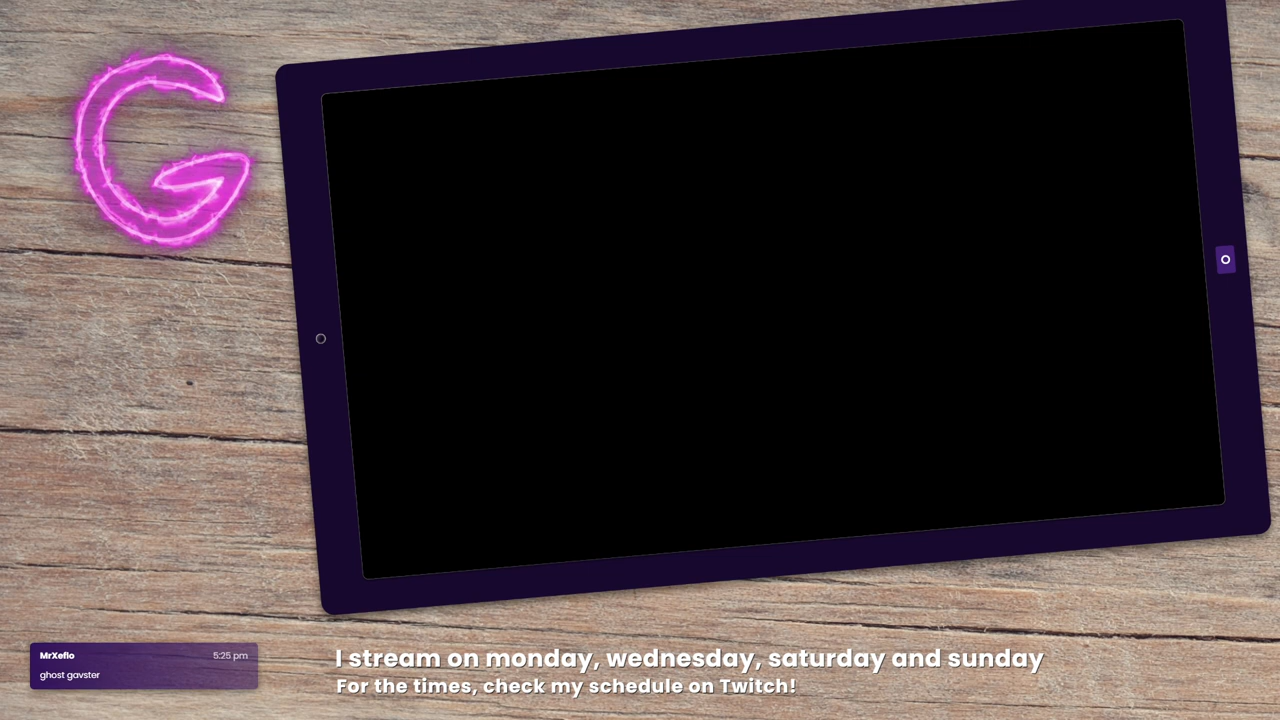 G
MrXeflo 5:25 pm
ghost gavster
I stream on monday, wednesday, saturday and sunday
For the times, check my schedule on Twitch!